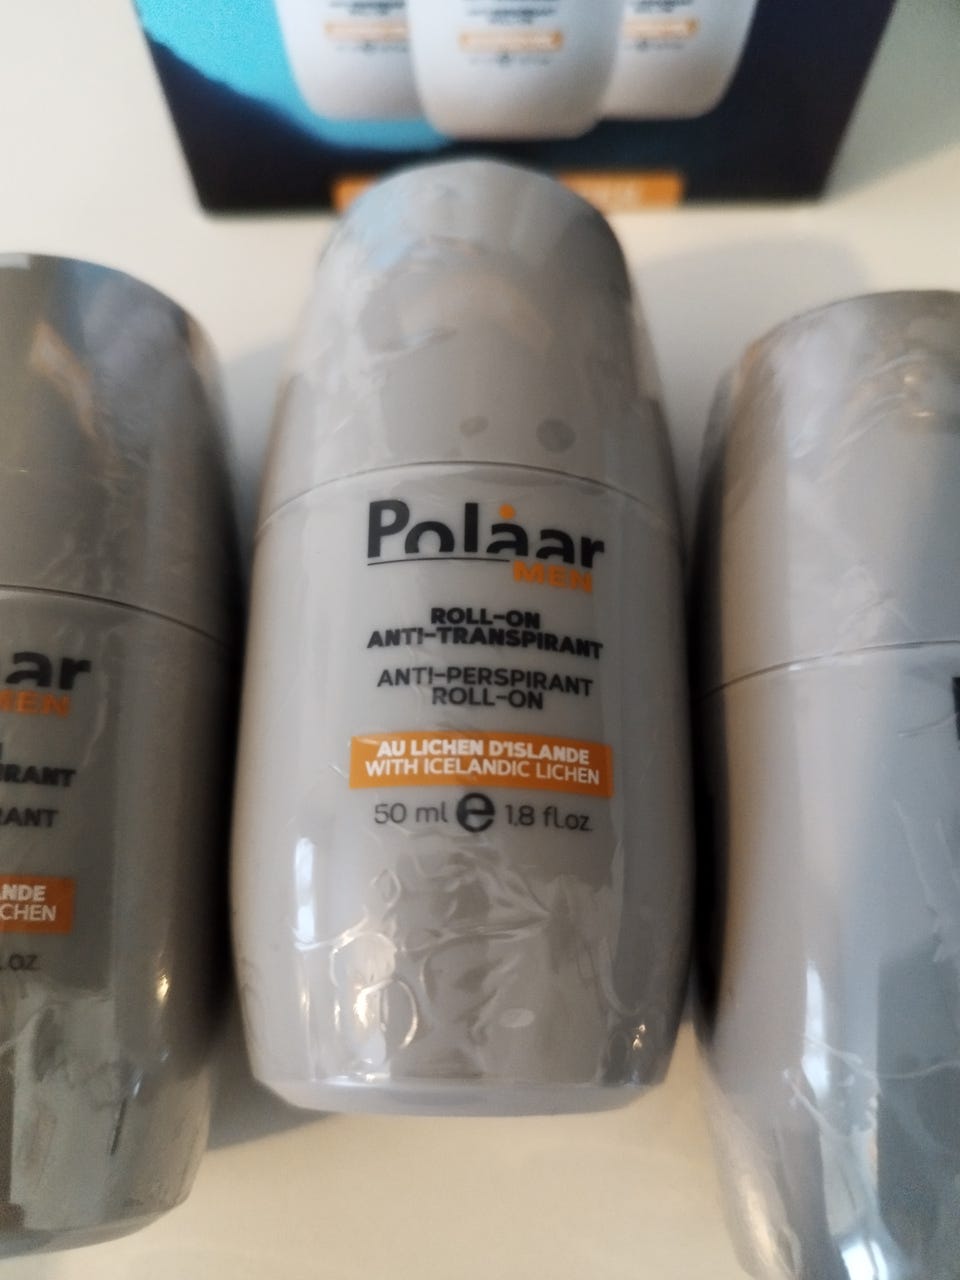 Polaar
MEN
ROLL-ON
ANTI-TRANSPIRANT
ANTI-PERSPIRANT
ROLL-ON
AU LICHEN D'ISLANDE
WITH ICELANDIC LICHEN
50 ml e 1.8 fl.oz.
aar
MEN
IRANT
RANT
ANDE
CHEN
.oz.